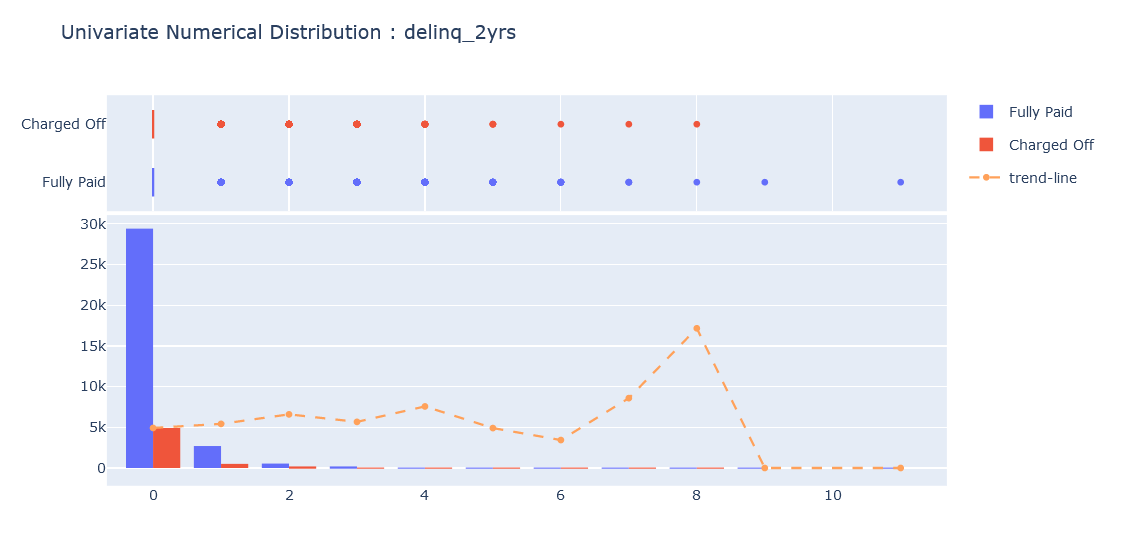 Univariate Numerical Distribution : delinq_2yrs
Charged Off
Fully Paid
Fully Paid
Charged Off
trend-line
30k
25k
20k
15k
10k
5k
0
0 2 4 6 8 10